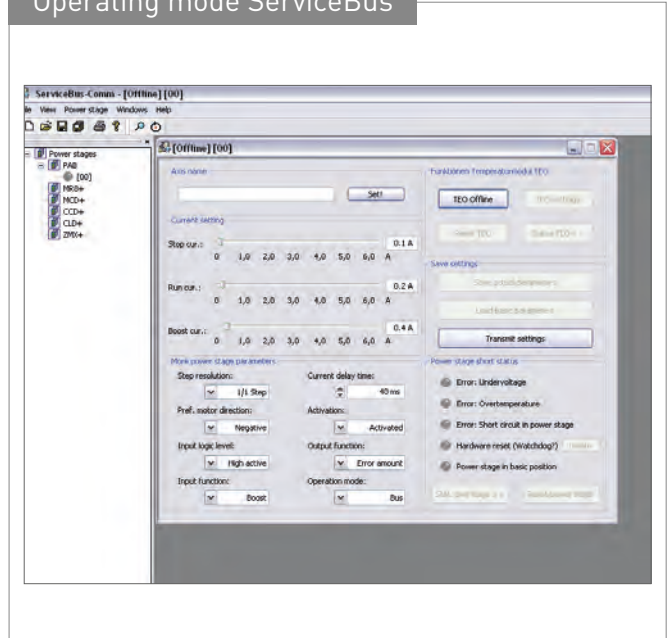 Operating mode ServiceBus
ServiceBus-Comm - [Offline] [00]
View Power stage Windows Help
Power stages
PAB
[00]
MR8+
MCD+
CCD+
CLD+
ZMX+
[Offline] [00]
Axis name
Set!
Current setting
Stop cur.: 0.1 A
0 1,0 2,0 3,0 4,0 5,0 6,0 A
Run cur.: 0.2 A
0 1,0 2,0 3,0 4,0 5,0 6,0 A
Boost cur.: 0.4 A
0 1,0 2,0 3,0 4,0 5,0 6,0 A
More power stage parameters
Step resolution: Current delay time:
1/1 Step 40 ms
Pref. motor direction: Activation:
Negative Activated
Input logic level: Output function:
High active Error amount
Input function: Operation mode:
Boost Bus
Funktionen Temperaturmodul TEO
TEO Offline
Save settings
Transmit settings
Power stage short status
Error: Undervoltage
Error: Overtemperature
Error: Short circuit in power stage
Hardware reset (Watchdog?)
Power stage in basic position